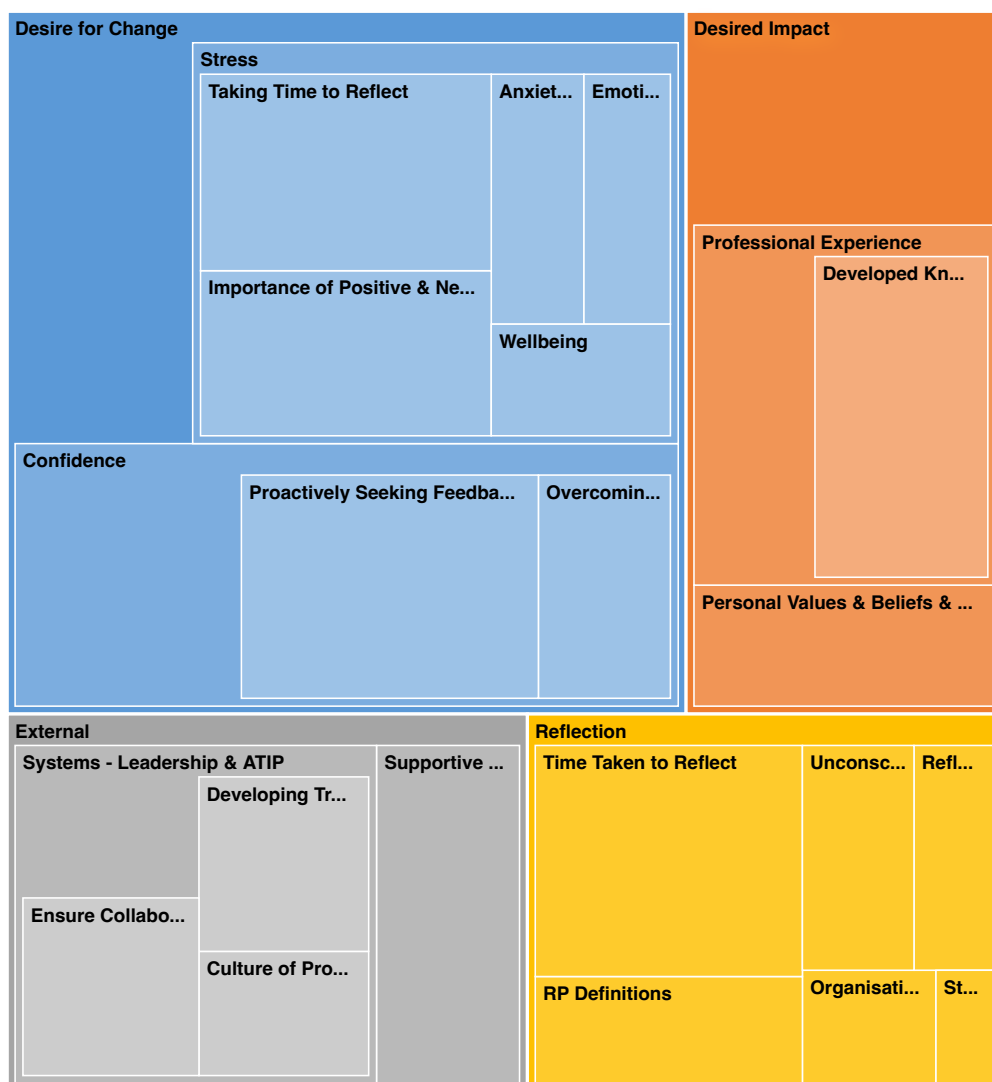 Desire for Change
Stress
Taking Time to Reflect
Anxiet...
Emoti...
Importance of Positive & Ne...
Wellbeing
Confidence
Proactively Seeking Feedba...
Overcomin...
Desired Impact
Professional Experience
Developed Kn...
Personal Values & Beliefs & ...
External
Systems - Leadership & ATIP
Developing Tr...
Ensure Collabo...
Culture of Pro...
Supportive ...
Reflection
Time Taken to Reflect
Unconsc...
Refl...
RP Definitions
Organisati...
St...